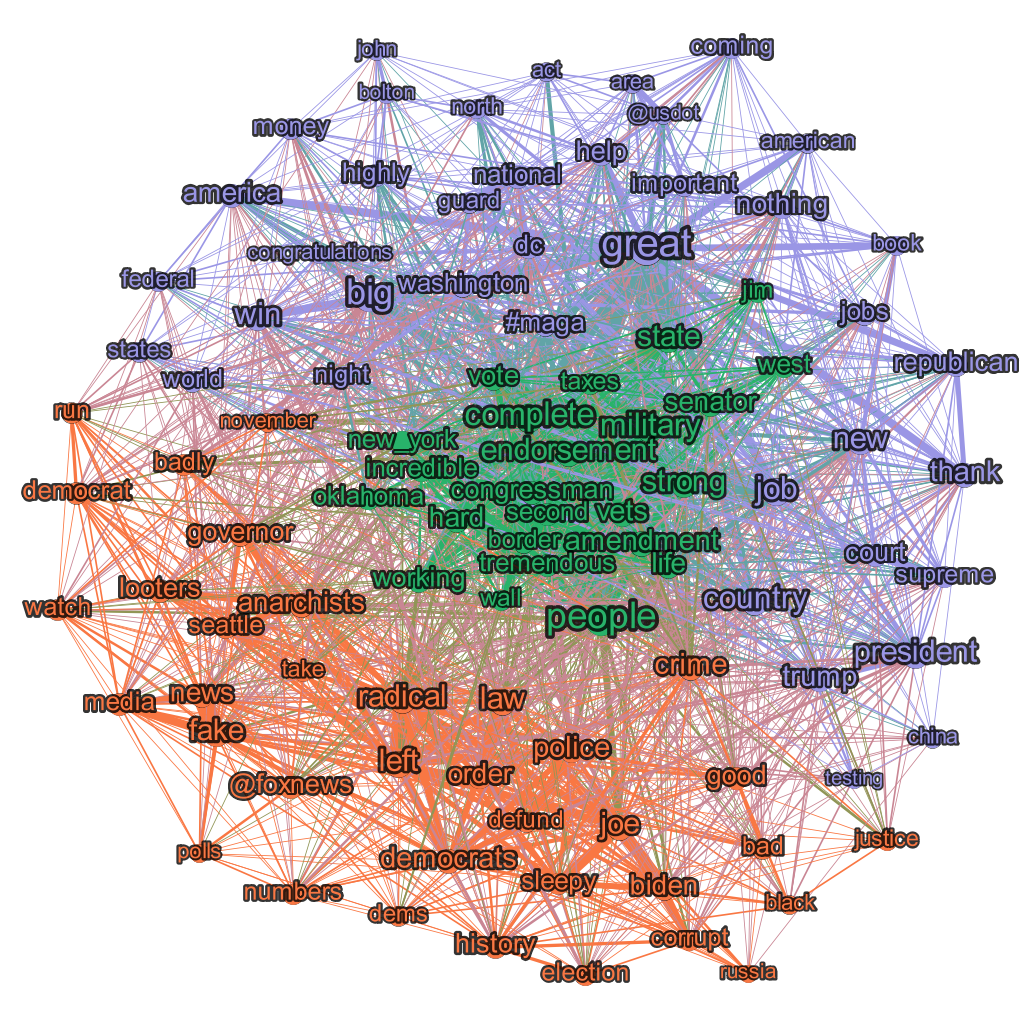 john
coming
act
area
bolton
north
@usdot
money
american
help
highly
national
important
america
guard
nothing
great
dc
book
congratulations
federal
washington
big
jim
win
#maga
jobs
state
states
republican
world
night
vote
taxes
west
run
november
complete
military
senator
new_york
endorsement
new
badly
incredible
thank
democrat
oklahoma
congressman
strong
job
hard
second
vets
governor
border
amendment
court
looters
working
tremendous
life
supreme
watch
anarchists
wall
country
seattle
people
president
take
crime
trump
media
news
radical
law
fake
china
left
order
police
good
testing
@foxnews
defund
joe
polls
democrats
bad
justice
numbers
sleepy
biden
dems
black
history
corrupt
election
russia